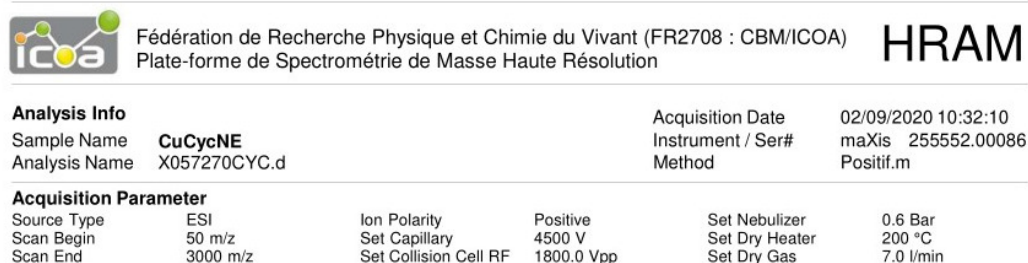 icoa
Fédération de Recherche Physique et Chimie du Vivant (FR2708 : CBM/ICOA)
Plate-forme de Spectrométrie de Masse Haute Résolution
HRAM
Analysis Info
Acquisition Date 02/09/2020 10:32:10
Sample Name CuCycNE
Instrument / Ser# maXis 255552.00086
Analysis Name X057270CYC.d
Method Positif.m
Acquisition Parameter
Source Type ESI Ion Polarity Positive Set Nebulizer 0.6 Bar
Scan Begin 50 m/z Set Capillary 4500 V Set Dry Heater 200 °C
Scan End 3000 m/z Set Collision Cell RF 1800.0 Vpp Set Dry Gas 7.0 l/min